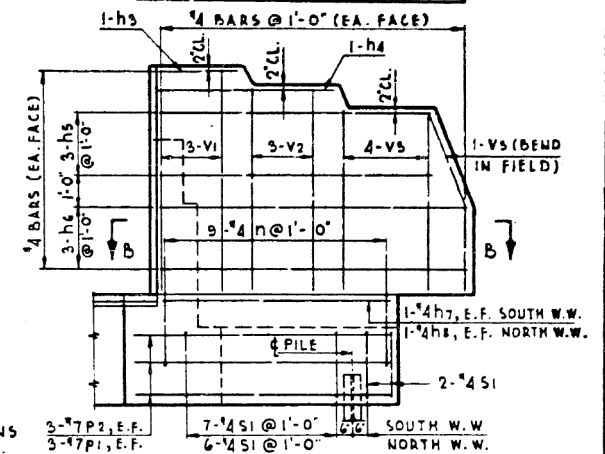 #4 BARS @ 1'-0" (EA. FACE)
1-h3
1-h4
2"CL.
2"CL.
2"CL.
#4 BARS (EA. FACE)
3-h5
@ 1'-0"
1'-0"
3-h6
@ 1'-0"
3-V1
3-V2
4-V3
1-V3 (BEND
IN FIELD)
9-#4 n @ 1'-0"
B
B
1-#4h7, E.F. SOUTH W.W.
1-#4h8, E.F. NORTH W.W.
℄ PILE
2-#4 S1
3-#7P2, E.F.
3-#7P1, E.F.
7-#4 S1 @ 1'-0"
6-#4 S1 @ 1'-0"
6" 6"
SOUTH W.W
NORTH W.W.
NS